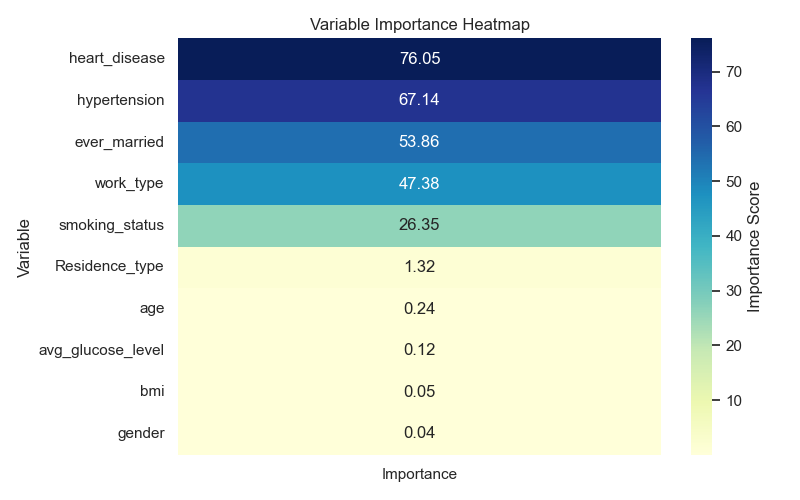 Variable Importance Heatmap
heart_disease 76.05
hypertension 67.14
ever_married 53.86
work_type 47.38
smoking_status 26.35
Residence_type 1.32
age 0.24
avg_glucose_level 0.12
bmi 0.05
gender 0.04
Variable
Importance
70
60
50
40
30
20
10
Importance Score